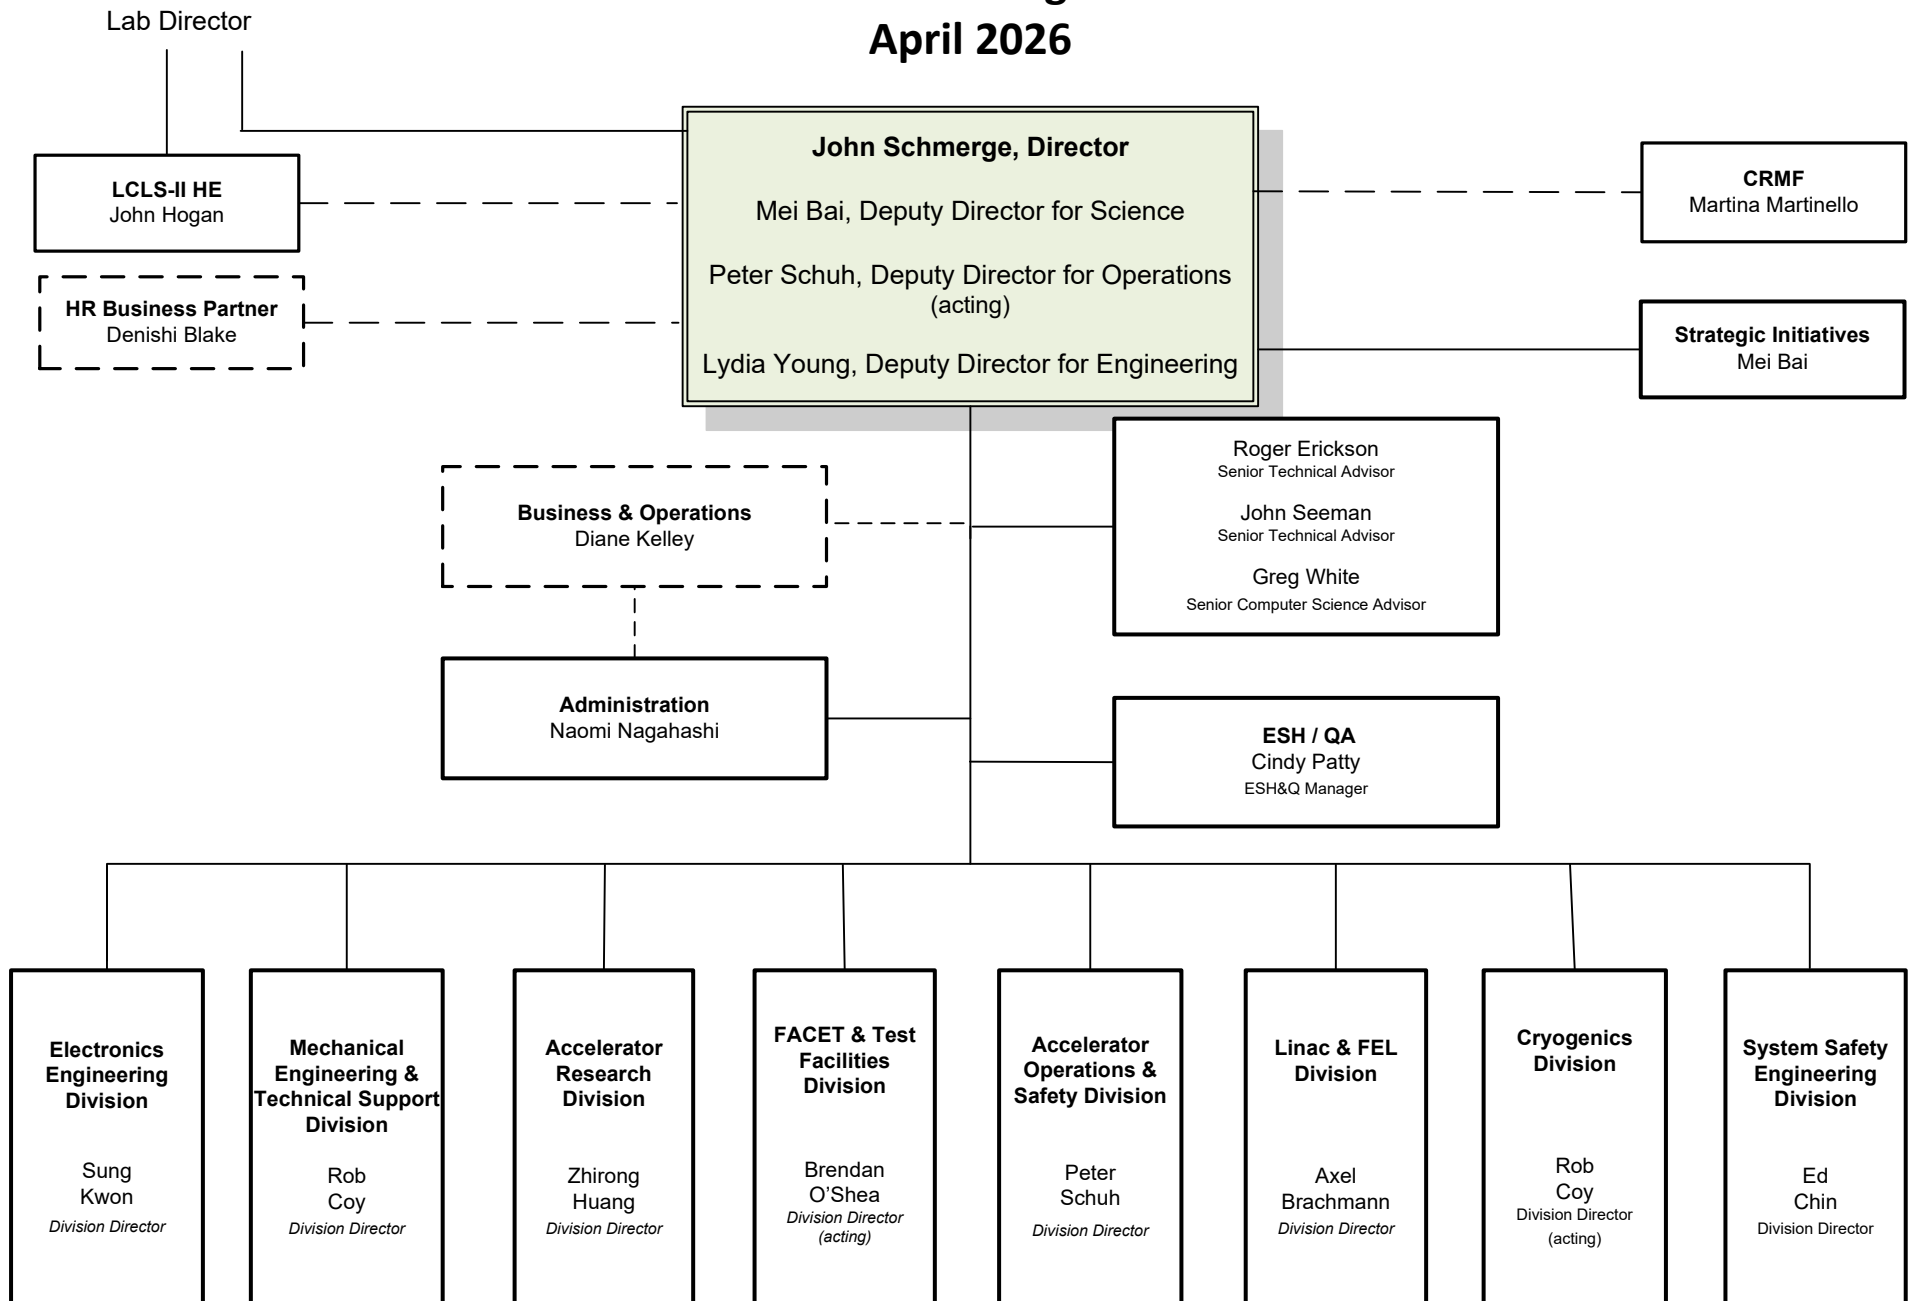 Lab Director
April 2026
John Schmerge, Director
Mei Bai, Deputy Director for Science
Peter Schuh, Deputy Director for Operations
(acting)
Lydia Young, Deputy Director for Engineering
LCLS-II HE
John Hogan
HR Business Partner
Denishi Blake
CRMF
Martina Martinello
Strategic Initiatives
Mei Bai
Roger Erickson
Senior Technical Advisor
John Seeman
Senior Technical Advisor
Greg White
Senior Computer Science Advisor
Business & Operations
Diane Kelley
Administration
Naomi Nagahashi
ESH / QA
Cindy Patty
ESH&Q Manager
Electronics
Engineering
Division
Sung
Kwon
Division Director
Mechanical
Engineering &
Technical Support
Division
Rob
Coy
Division Director
Accelerator
Research
Division
Zhirong
Huang
Division Director
FACET & Test
Facilities
Division
Brendan
O’Shea
Division Director
(acting)
Accelerator
Operations &
Safety Division
Peter
Schuh
Division Director
Linac & FEL
Division
Axel
Brachmann
Division Director
Cryogenics
Division
Rob
Coy
Division Director
(acting)
System Safety
Engineering
Division
Ed
Chin
Division Director